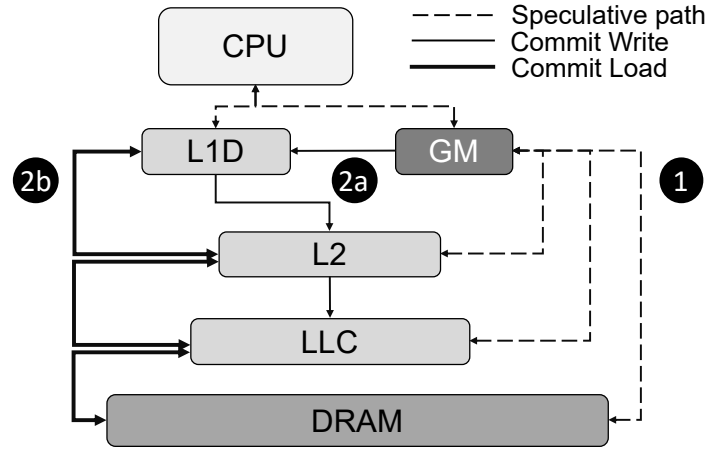 CPU
Speculative path
Commit Write
Commit Load
L1D
GM
2b
2a
1
L2
LLC
DRAM